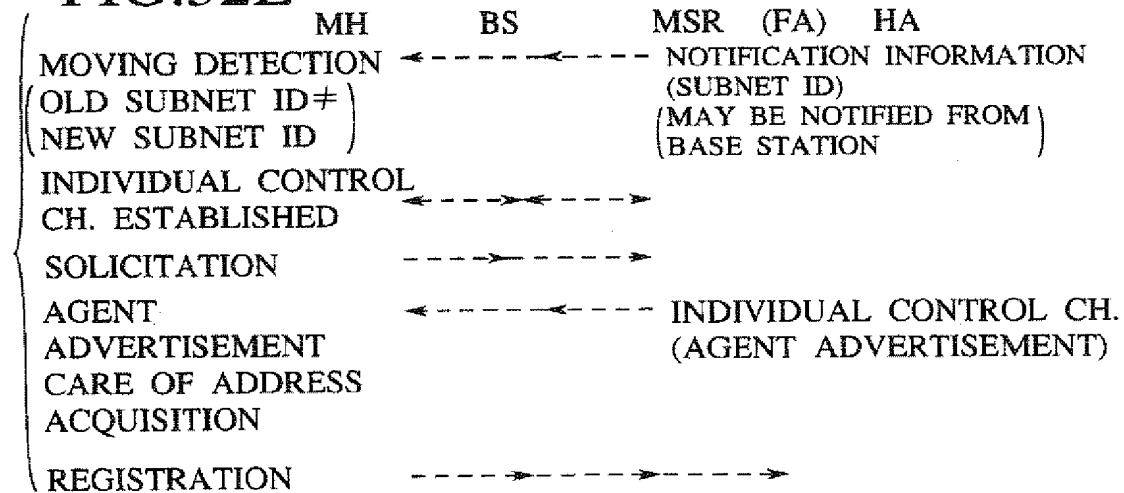 MH BS MSR (FA) HA
MOVING DETECTION NOTIFICATION INFORMATION
(OLD SUBNET ID≠ (SUBNET ID)
NEW SUBNET ID) (MAY BE NOTIFIED FROM
BASE STATION)
INDIVIDUAL CONTROL
CH. ESTABLISHED
SOLICITATION
AGENT INDIVIDUAL CONTROL CH.
ADVERTISEMENT (AGENT ADVERTISEMENT)
CARE OF ADDRESS
ACQUISITION
REGISTRATION